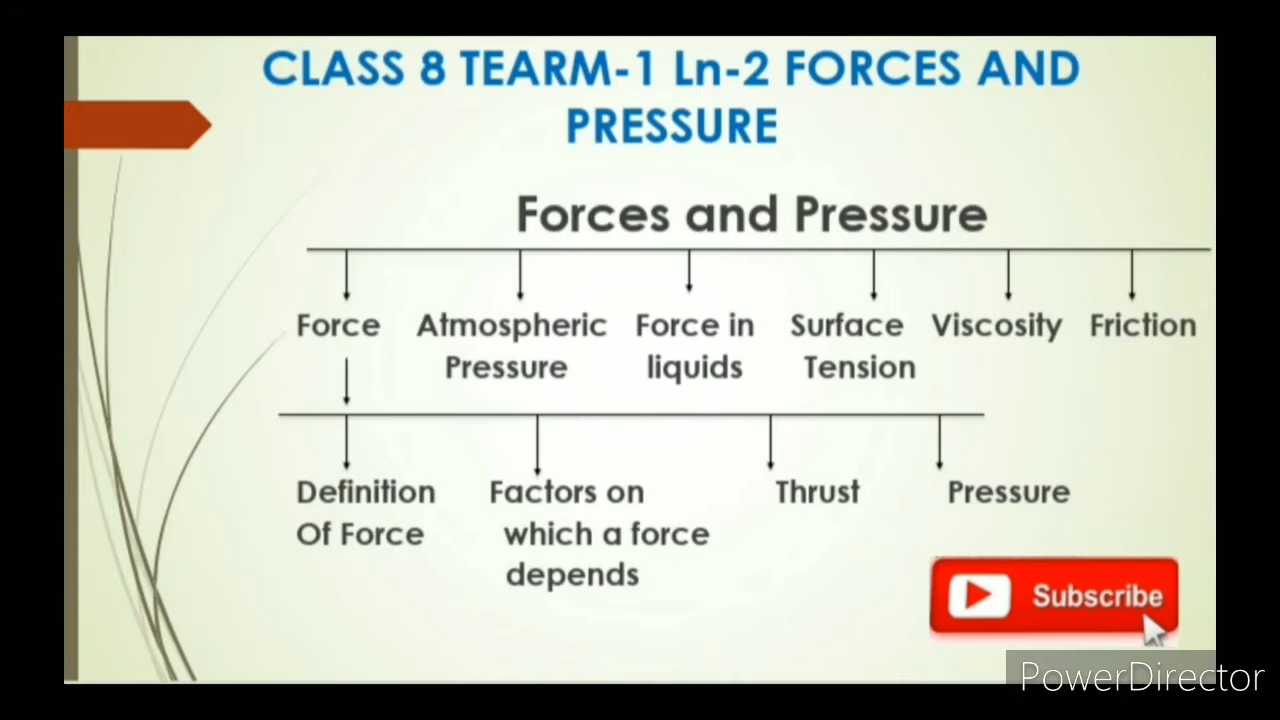 CLASS 8 TEARM-1 Ln-2 FORCES AND
PRESSURE
Forces and Pressure
Force Atmospheric Force in Surface Viscosity Friction
Pressure liquids Tension
Definition Factors on Thrust Pressure
Of Force which a force
depends
Subscribe
PowerDirector